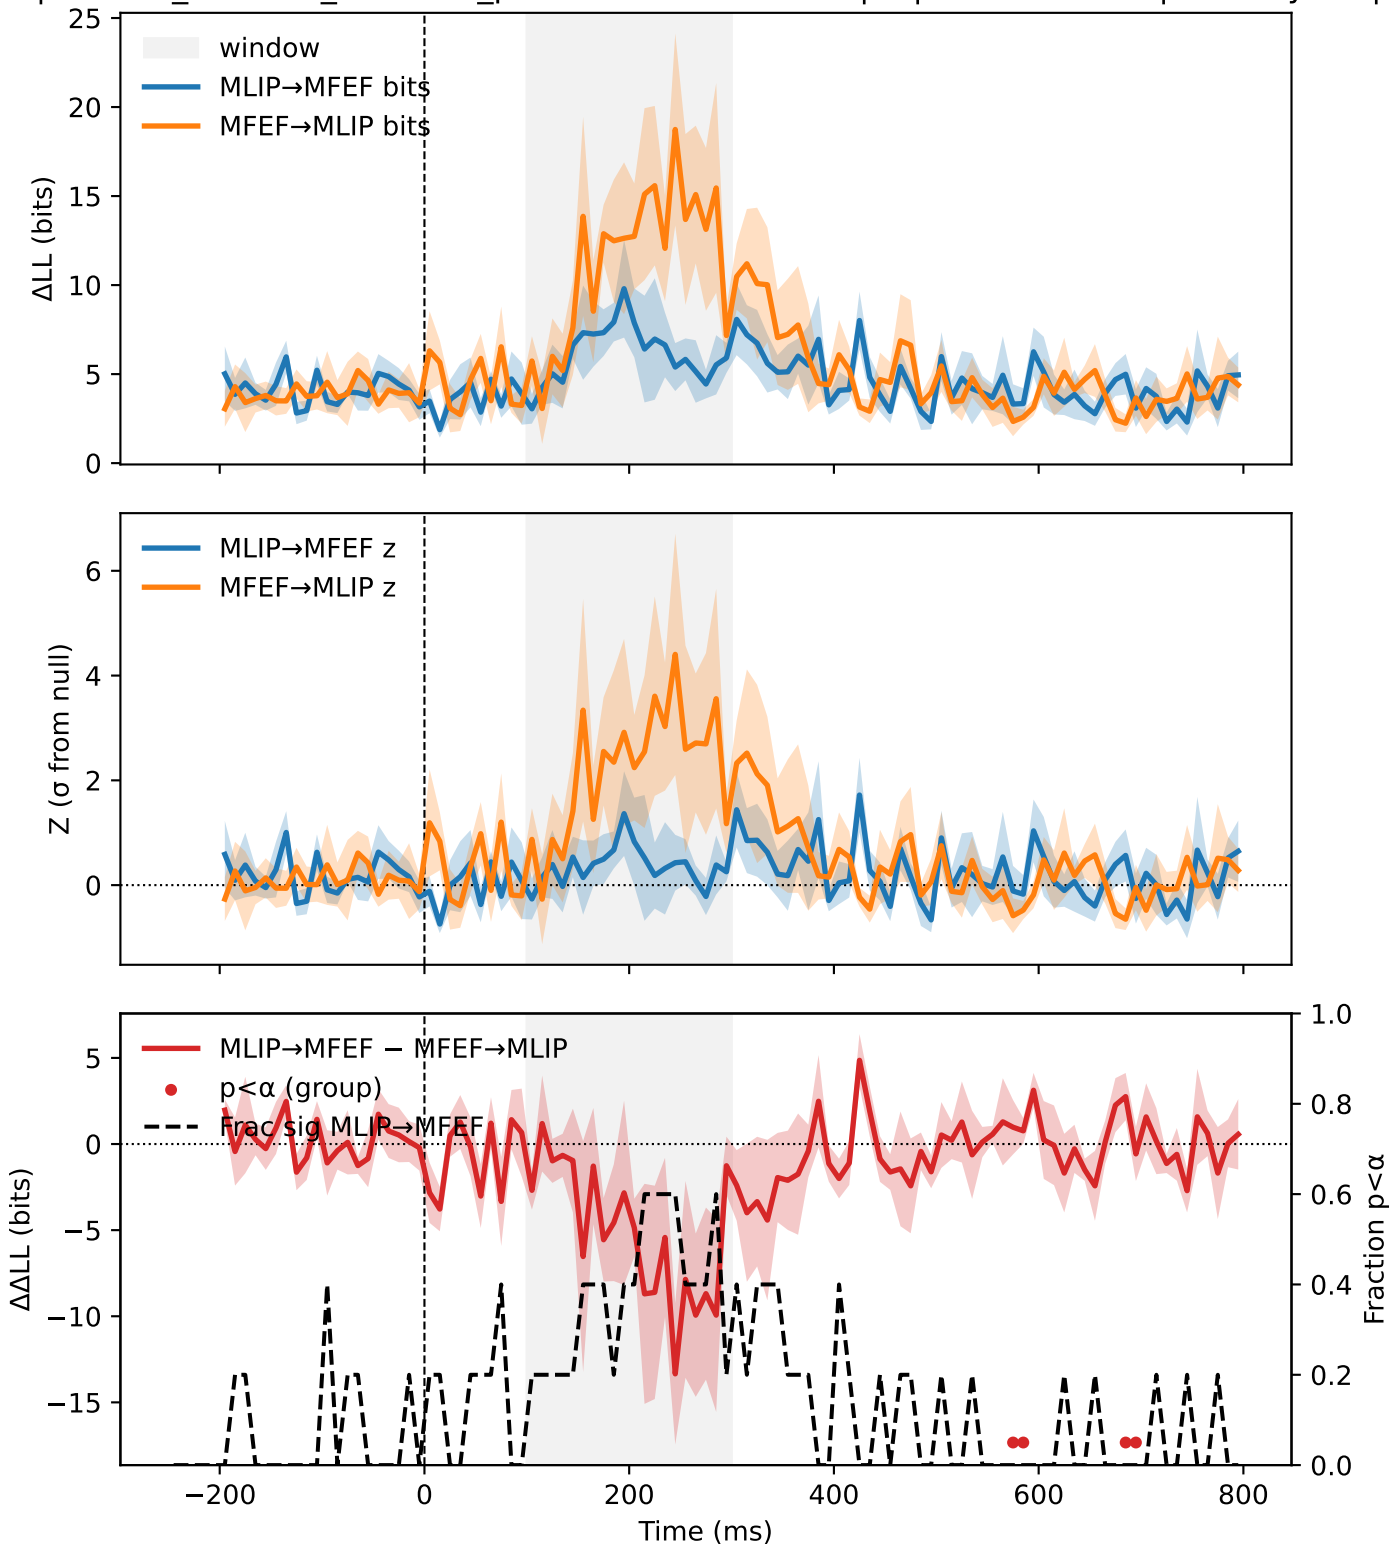 25
20
15
10
5
0
ΔLL (bits)
window
MLIP→MFEF bits
MFEF→MLIP bits
6
4
2
0
Z (σ from null)
MLIP→MFEF z
MFEF→MLIP z
5
0
−5
−10
−15
ΔΔLL (bits)
MLIP→MFEF − MFEF→MLIP
p<α (group)
Frac sig MLIP→MFEF
1.0
0.8
0.6
0.4
0.2
0.0
Fraction p<α
−200 0 200 400 600 800
Time (ms)